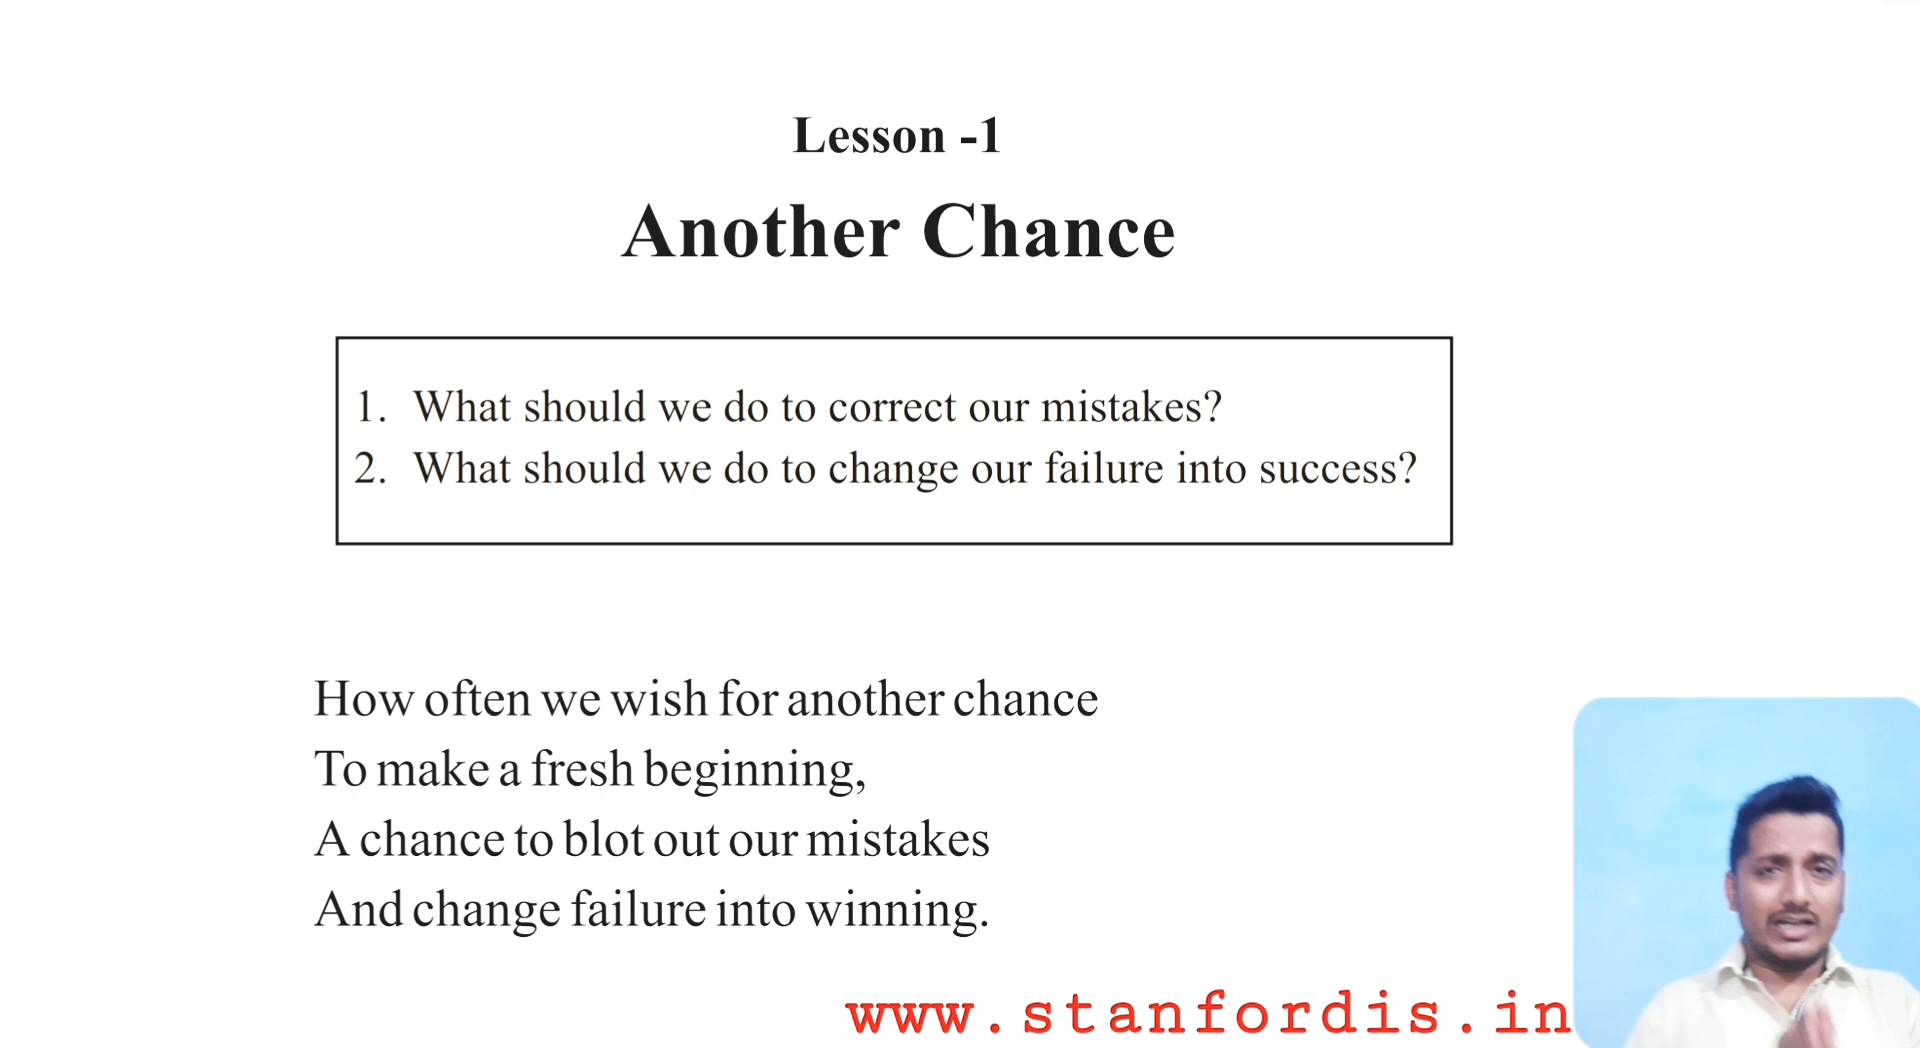 Lesson -1
Another Chance
1. What should we do to correct our mistakes?
2. What should we do to change our failure into success?
How often we wish for another chance
To make a fresh beginning,
A chance to blot out our mistakes
And change failure into winning.
www.stanfordis.in